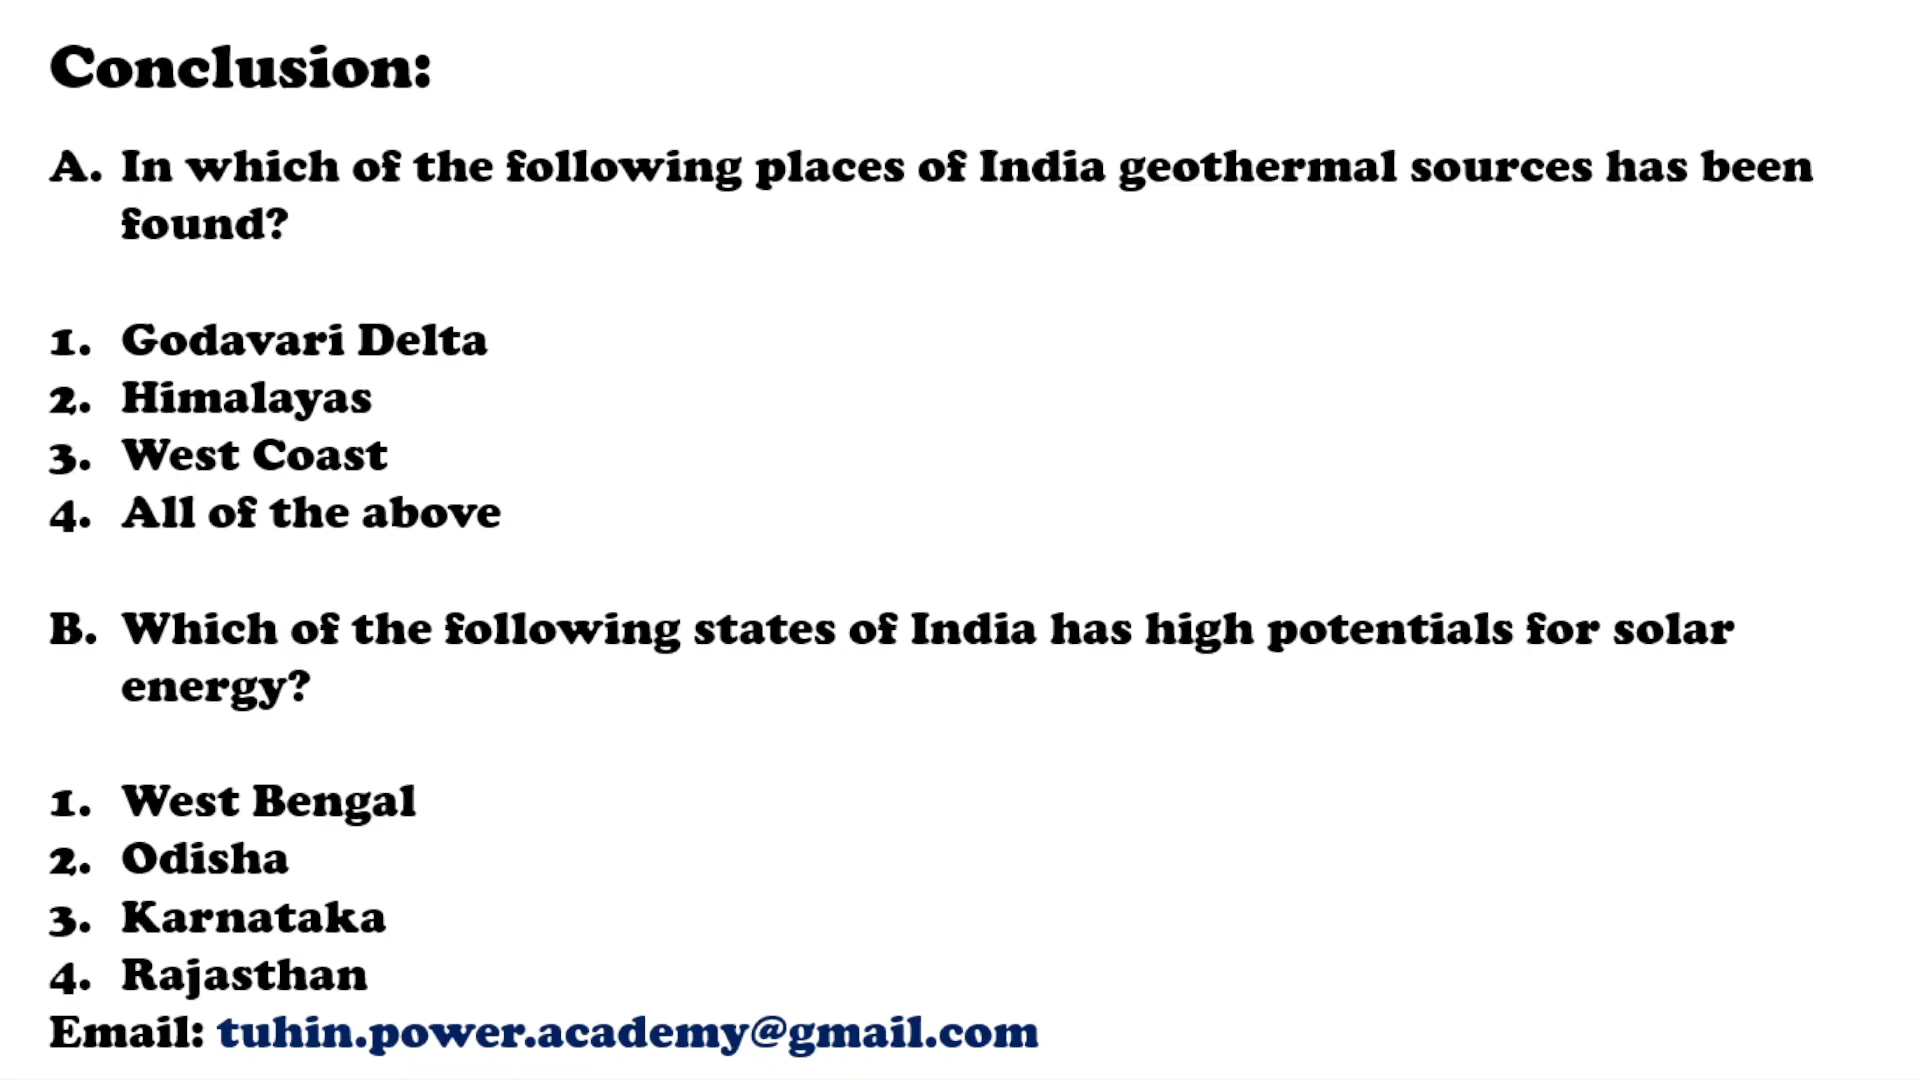 Conclusion:
A. In which of the following places of India geothermal sources has been
found?
1. Godavari Delta
2. Himalayas
3. West Coast
4. All of the above
B. Which of the following states of India has high potentials for solar
energy?
1. West Bengal
2. Odisha
3. Karnataka
4. Rajasthan
Email: tuhin.power.academy@gmail.com